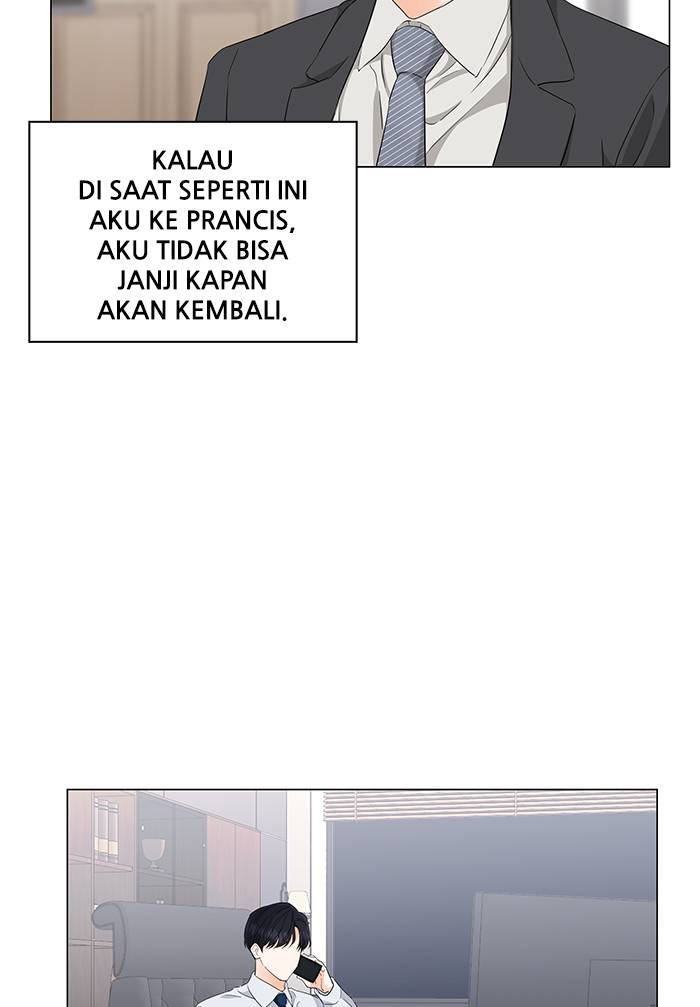 KALAU
DI SAAT SEPERTI INI
AKU KE PRANCIS,
AKU TIDAK BISA
JANJI KAPAN
AKAN KEMBALI.